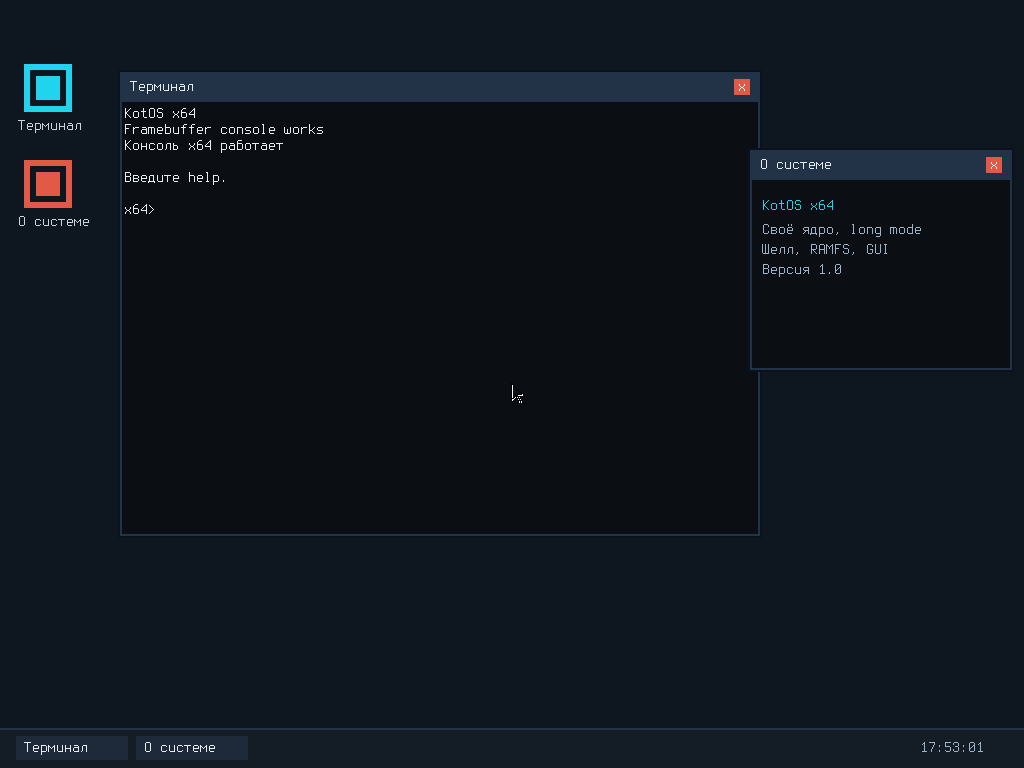 Терминал
О системе
Терминал x
KotOS x64
Framebuffer console works
Консоль x64 работает
Введите help.
x64>
О системе x
KotOS x64
Своё ядро, long mode
Шелл, RAMFS, GUI
Версия 1.0
Терминал О системе 17:53:01